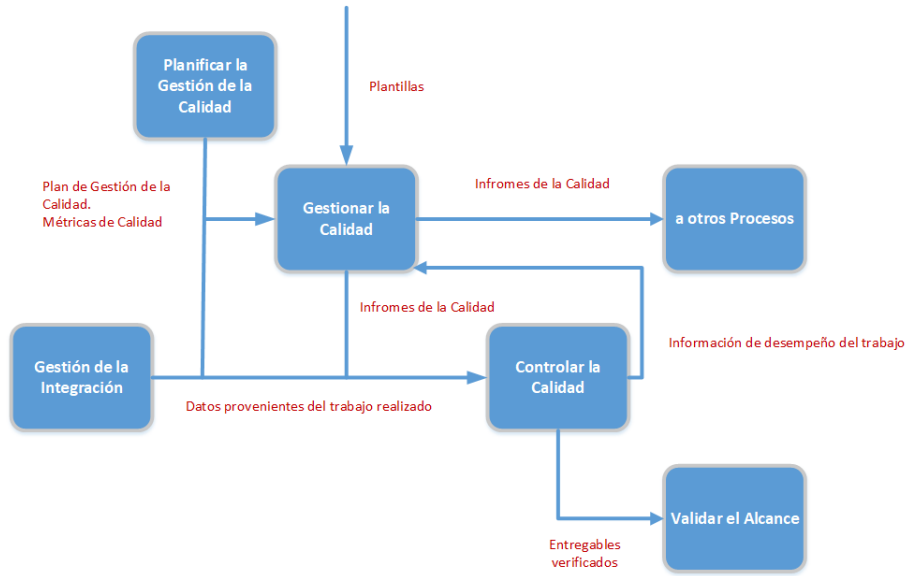 Planificar la
Gestión de la
Calidad
Plantillas
Plan de Gestión de la
Calidad.
Métricas de Calidad
Gestionar la
Calidad
Infromes de la Calidad
a otros Procesos
Infromes de la Calidad
Gestión de la
Integración
Controlar la
Calidad
Información de desempeño del trabajo
Datos provenientes del trabajo realizado
Validar el Alcance
Entregables
verificados